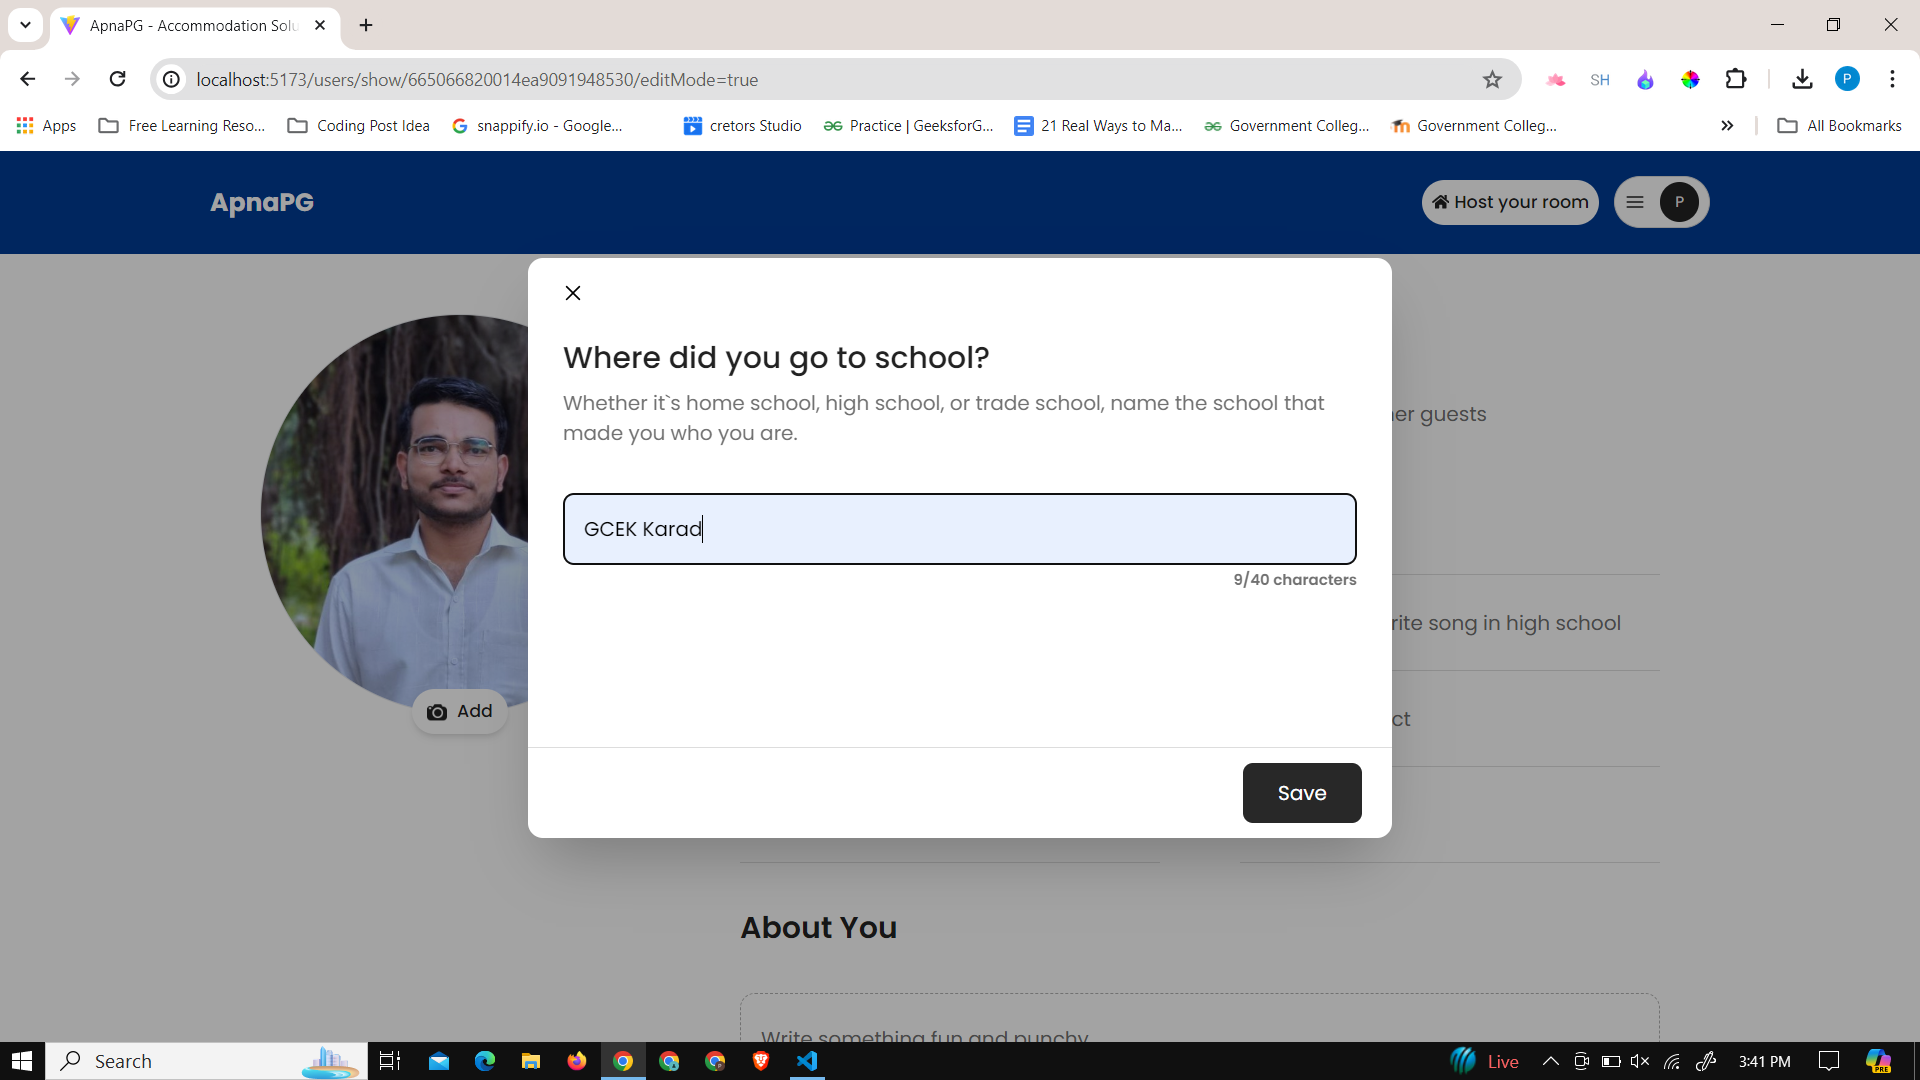 ApnaPG - Accommodation Solu
localhost:5173/users/show/665066820014ea9091948530/editMode=true
SH
P
Apps
Free Learning Reso...
Coding Post Idea
snappify.io - Google...
cretors Studio
Practice | GeeksforG...
21 Real Ways to Ma...
Government Colleg...
Government Colleg...
All Bookmarks
ApnaPG
Host your room
P
Where did you go to school?
Whether it`s home school, high school, or trade school, name the school that
made you who you are.
GCEK Karad
9/40 characters
Save
Add
her guests
rite song in high school
ct
About You
Write something fun and punchy
Search
Live
3:41 PM
PRE